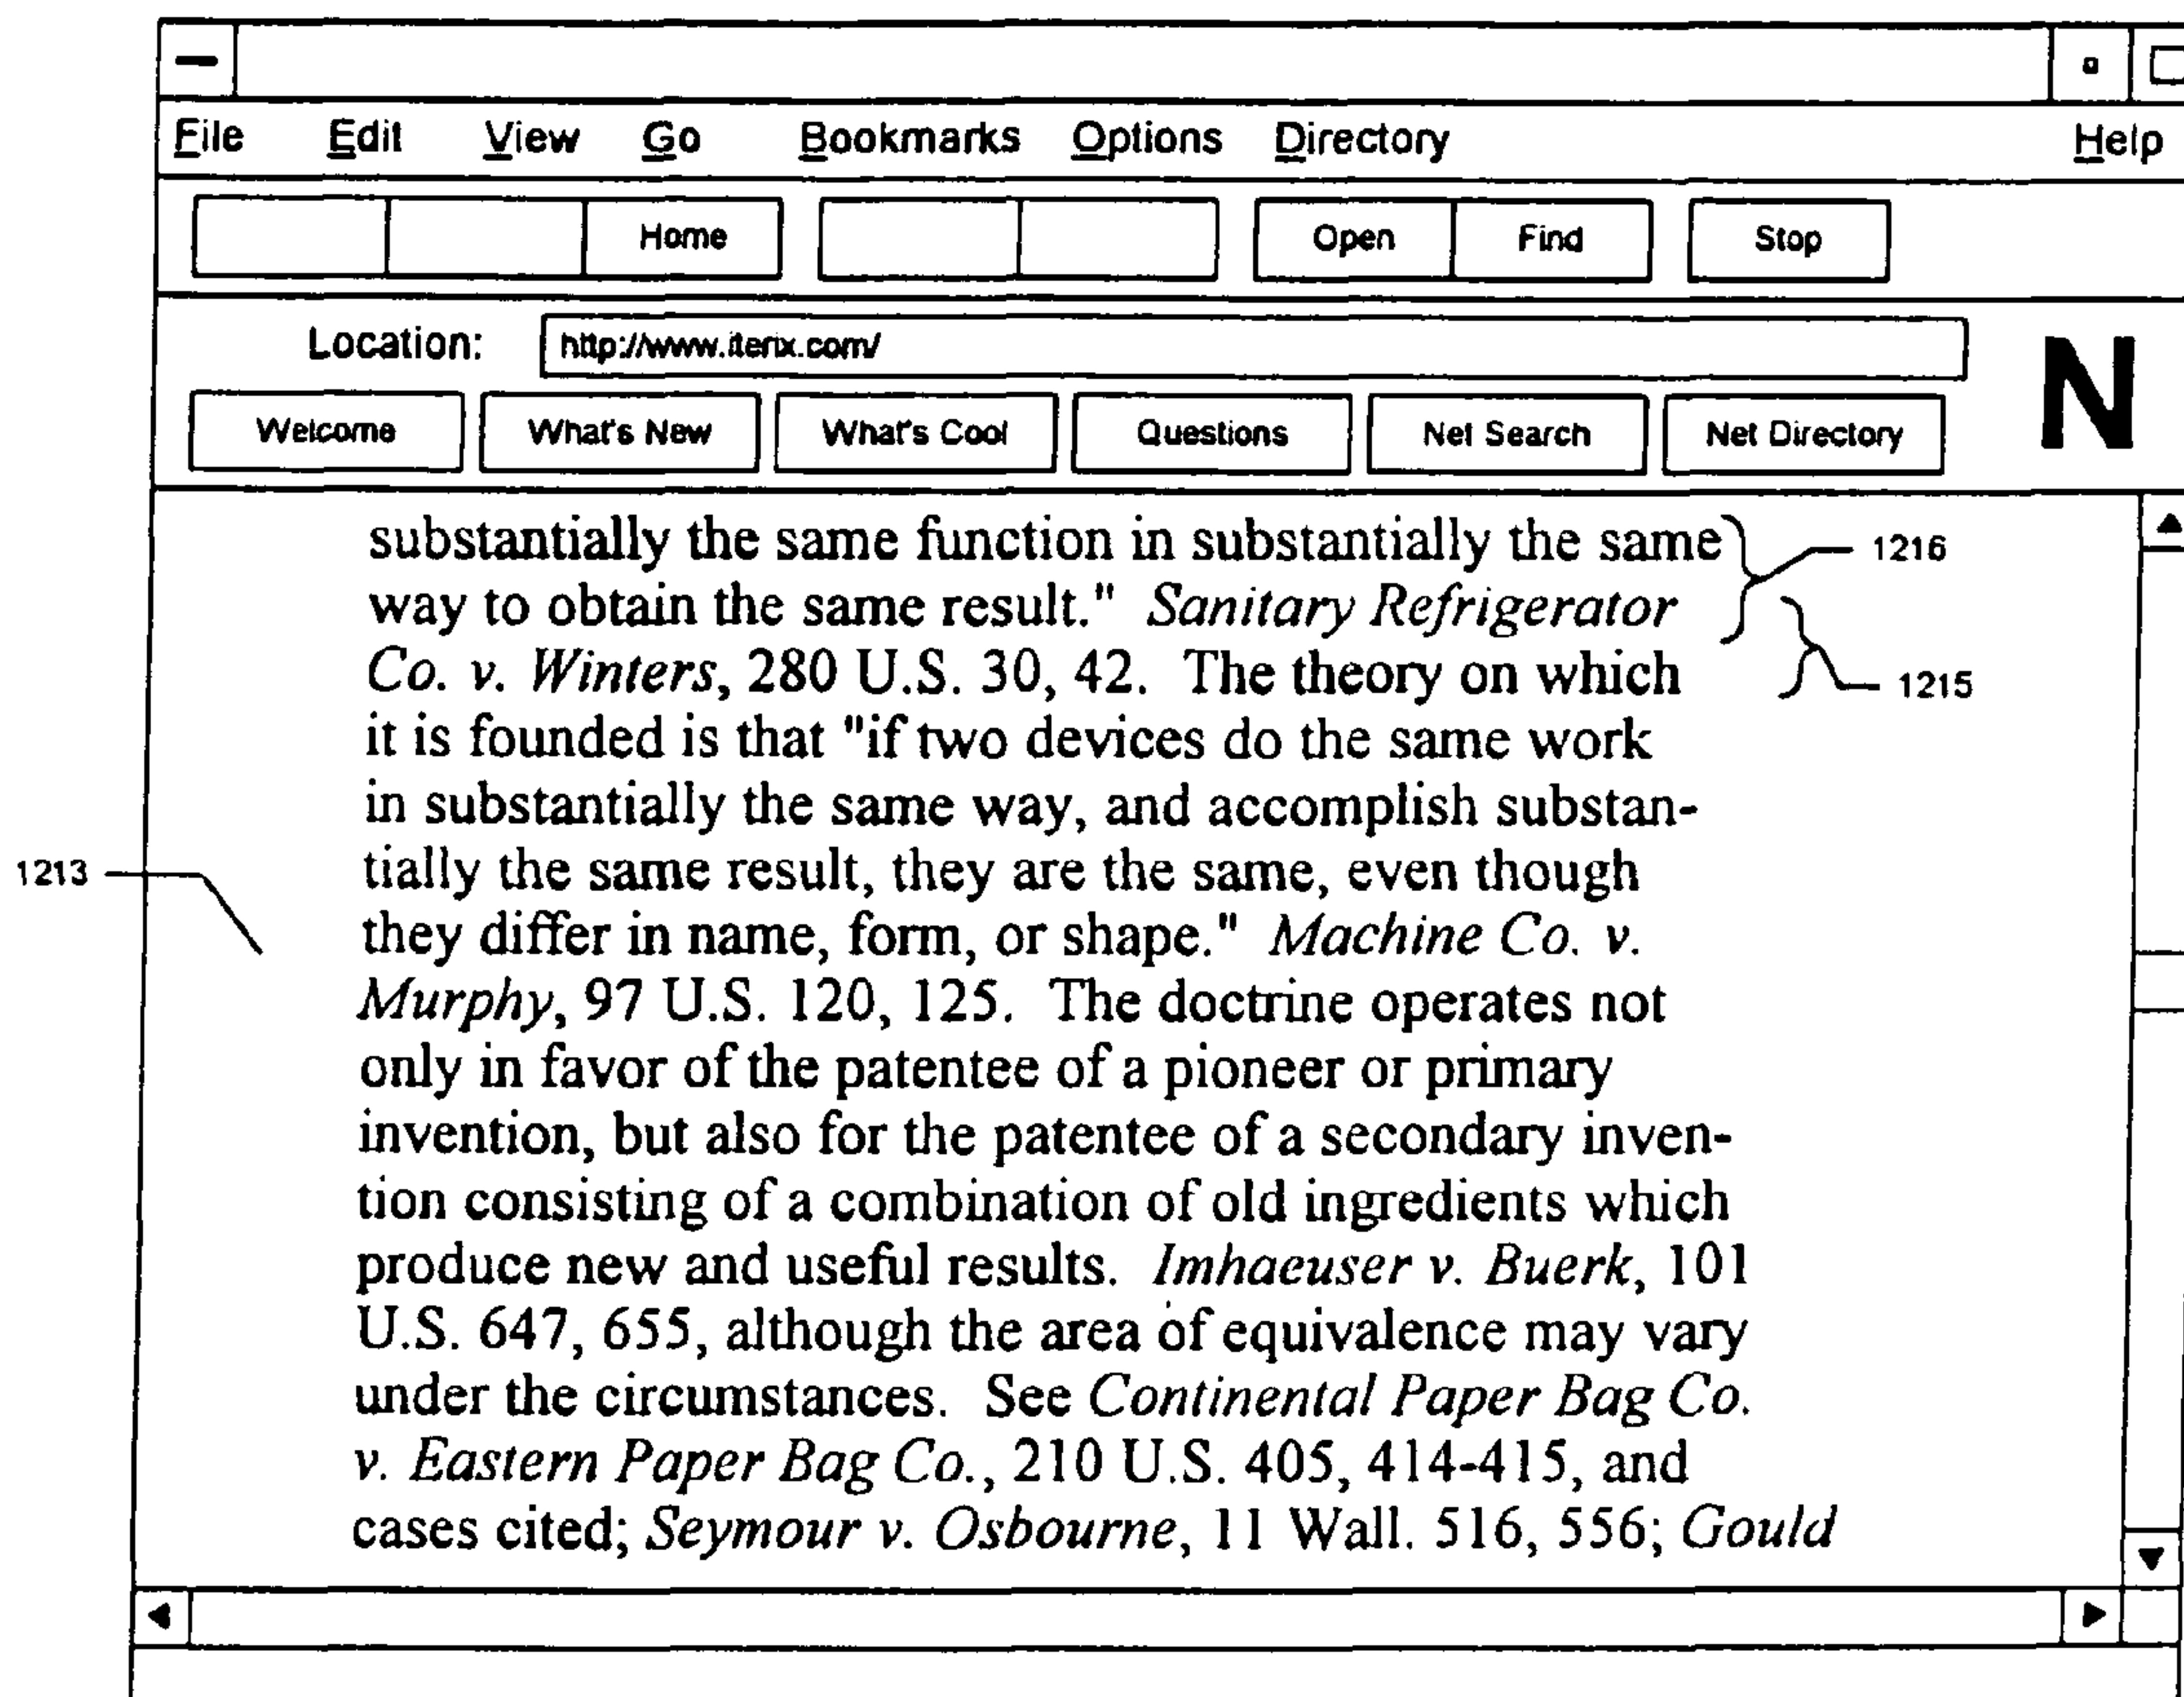 File Edit View Go Bookmarks Options Directory Help
Home Open Find Stop
Location: http://www.iterix.com/
N
Welcome What's New What's Cool Questions Net Search Net Directory
substantially the same function in substantially the same 1216
way to obtain the same result." Sanitary Refrigerator
Co. v. Winters, 280 U.S. 30, 42. The theory on which 1215
it is founded is that "if two devices do the same work
in substantially the same way, and accomplish substan-
tially the same result, they are the same, even though
1213
they differ in name, form, or shape." Machine Co. v.
Murphy, 97 U.S. 120, 125. The doctrine operates not
only in favor of the patentee of a pioneer or primary
invention, but also for the patentee of a secondary inven-
tion consisting of a combination of old ingredients which
produce new and useful results. Imhaeuser v. Buerk, 101
U.S. 647, 655, although the area of equivalence may vary
under the circumstances. See Continental Paper Bag Co.
v. Eastern Paper Bag Co., 210 U.S. 405, 414-415, and
cases cited; Seymour v. Osbourne, 11 Wall. 516, 556; Gould